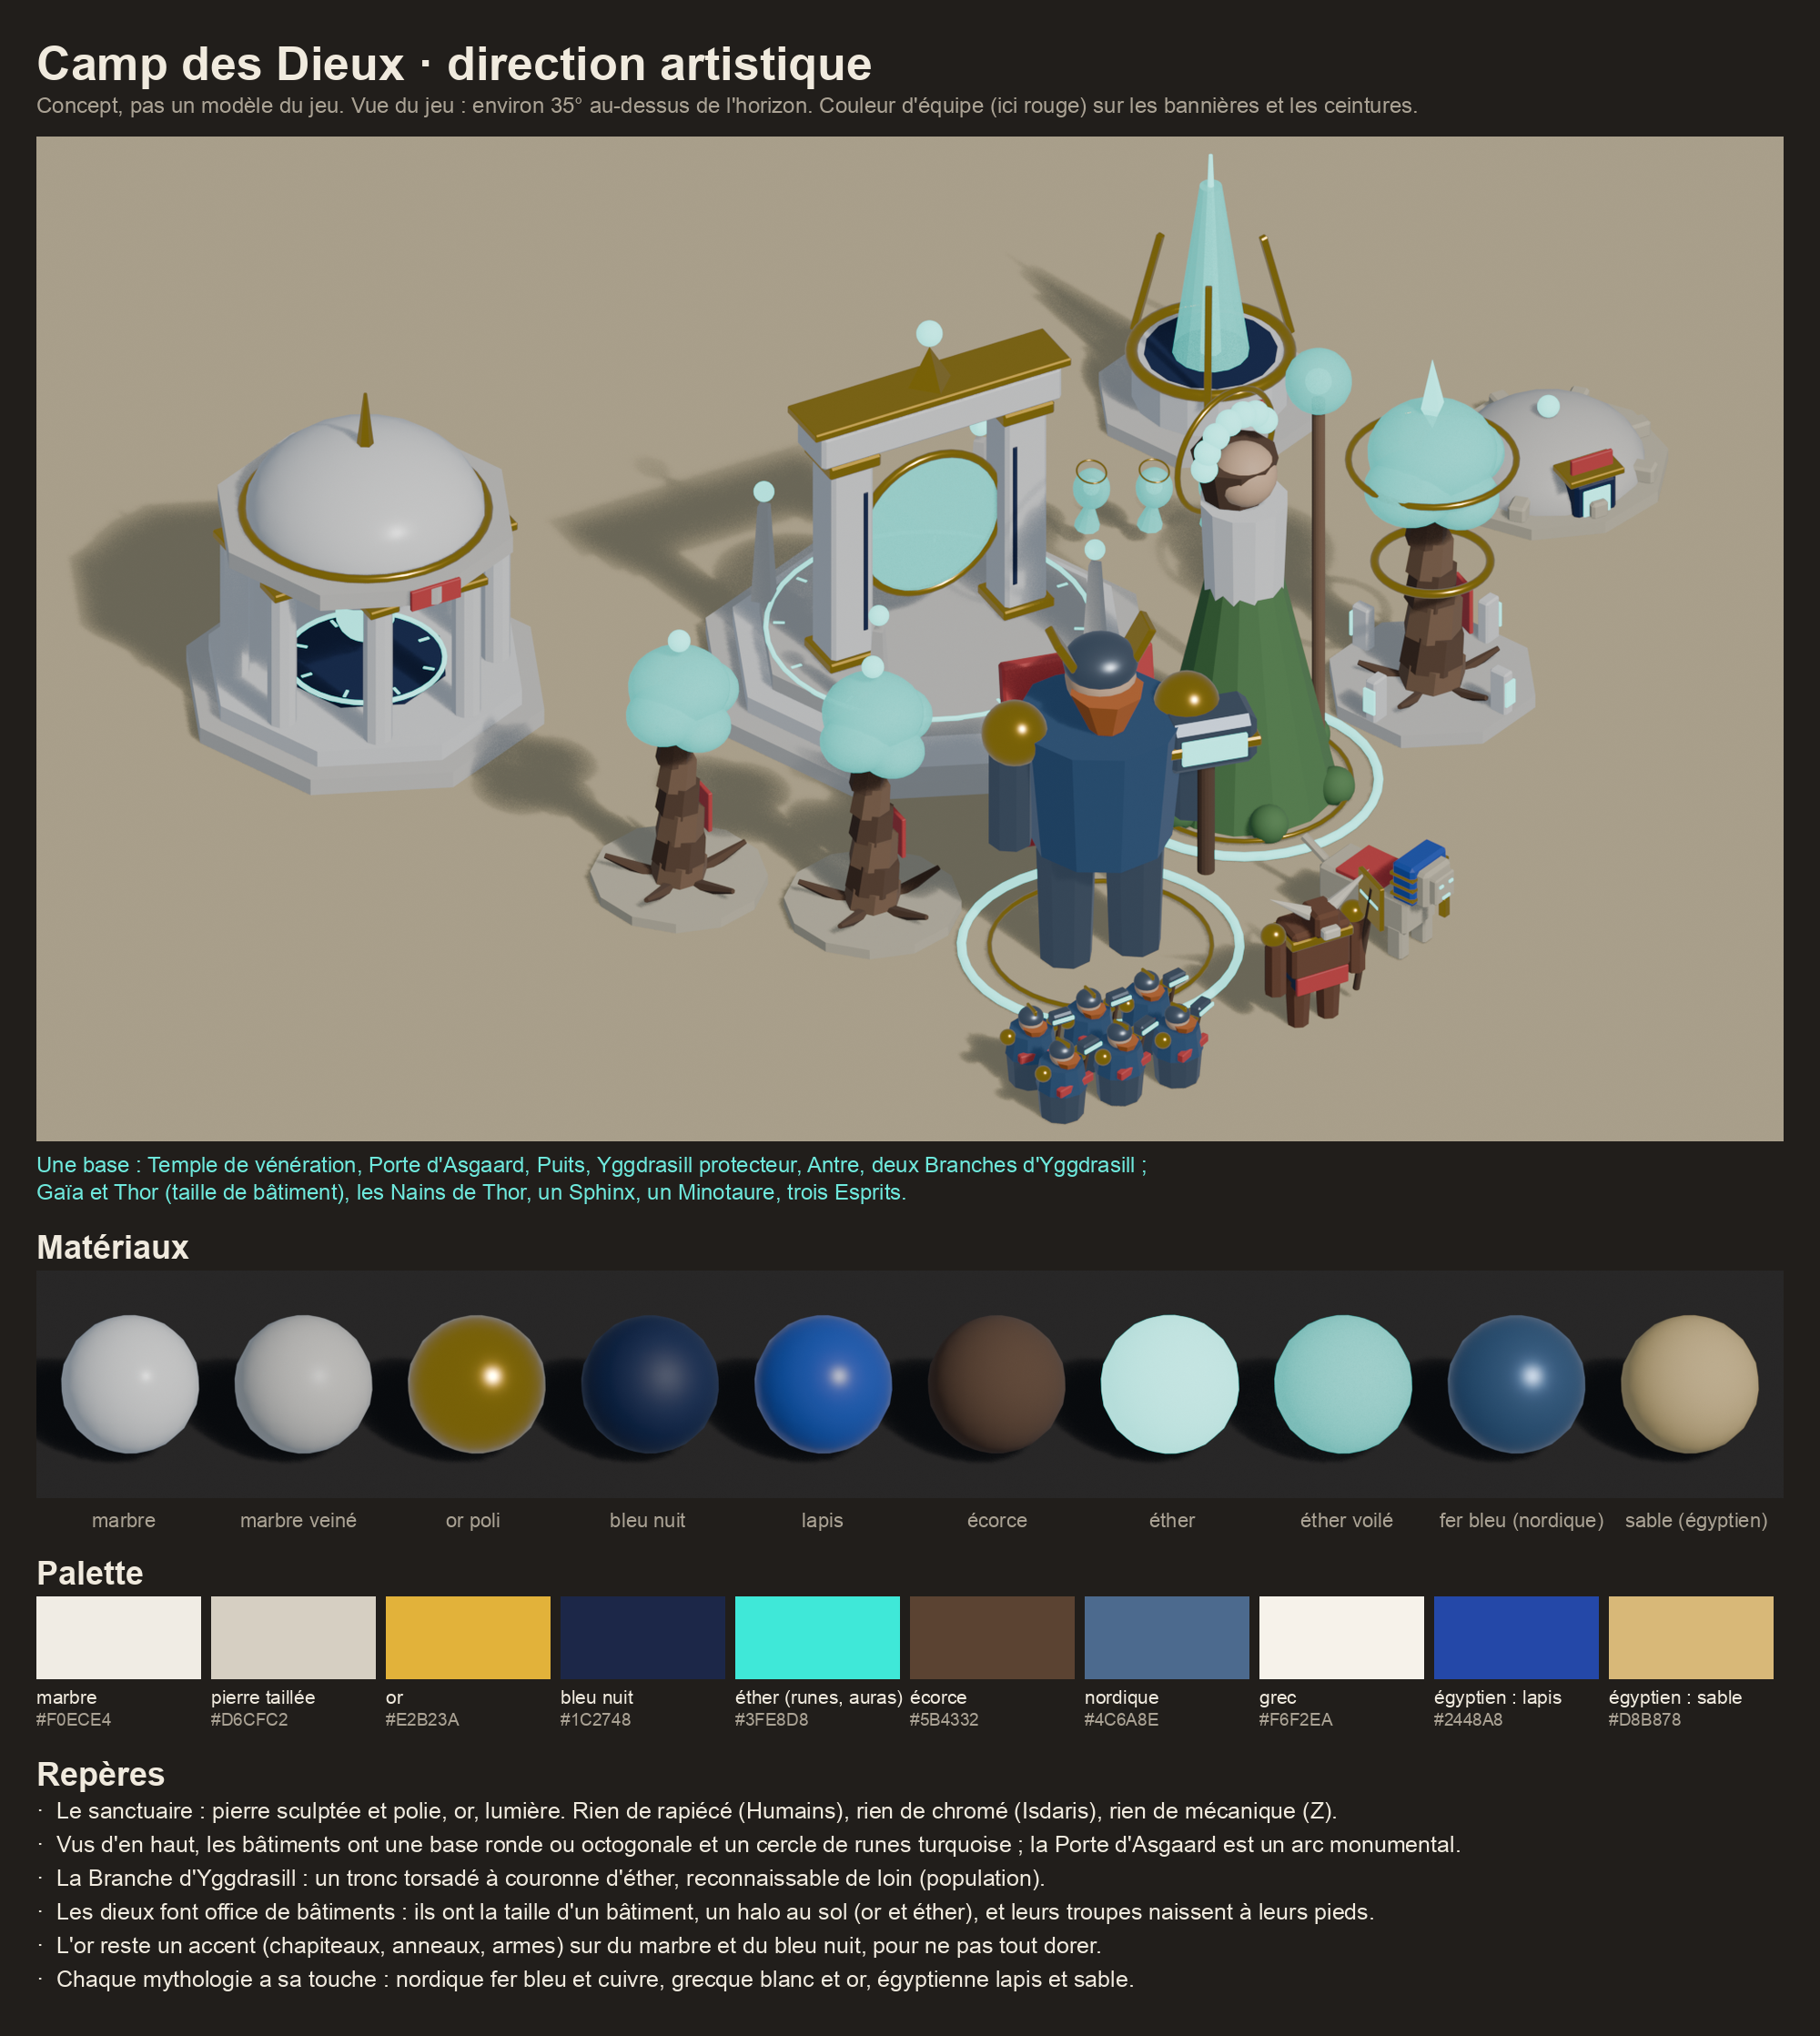 Camp des Dieux · direction artistique
Concept, pas un modèle du jeu. Vue du jeu : environ 35° au-dessus de l'horizon. Couleur d'équipe (ici rouge) sur les bannières et les ceintures.
Une base : Temple de vénération, Porte d'Asgaard, Puits, Yggdrasill protecteur, Antre, deux Branches d'Yggdrasill ;
Gaïa et Thor (taille de bâtiment), les Nains de Thor, un Sphinx, un Minotaure, trois Esprits.
Matériaux
marbre marbre veiné or poli bleu nuit lapis écorce éther éther voilé fer bleu (nordique) sable (égyptien)
Palette
marbre pierre taillée or bleu nuit éther (runes, auras) écorce nordique grec égyptien : lapis égyptien : sable
#F0ECE4 #D6CFC2 #E2B23A #1C2748 #3FE8D8 #5B4332 #4C6A8E #F6F2EA #2448A8 #D8B878
Repères
· Le sanctuaire : pierre sculptée et polie, or, lumière. Rien de rapiécé (Humains), rien de chromé (Isdaris), rien de mécanique (Z).
· Vus d'en haut, les bâtiments ont une base ronde ou octogonale et un cercle de runes turquoise ; la Porte d'Asgaard est un arc monumental.
· La Branche d'Yggdrasill : un tronc torsadé à couronne d'éther, reconnaissable de loin (population).
· Les dieux font office de bâtiments : ils ont la taille d'un bâtiment, un halo au sol (or et éther), et leurs troupes naissent à leurs pieds.
· L'or reste un accent (chapiteaux, anneaux, armes) sur du marbre et du bleu nuit, pour ne pas tout dorer.
· Chaque mythologie a sa touche : nordique fer bleu et cuivre, grecque blanc et or, égyptienne lapis et sable.